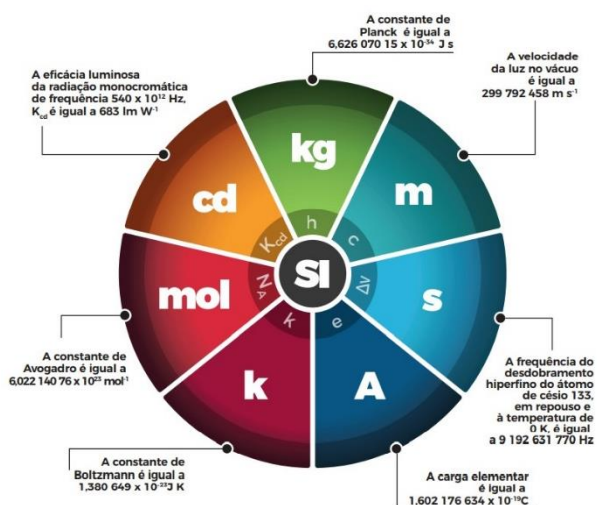 A constante de
Planck é igual a
6,626 070 15 x 10⁻³⁴ J s
A velocidade
da luz no vácuo
é igual a
299 792 458 m s⁻¹
A eficácia luminosa
da radiação monocromática
de frequência 540 x 10¹² Hz,
K_cd é igual a 683 lm W⁻¹
kg
m
cd
h
c
K_cd
SI
mol
N_A
Δν
s
k
e
k
A
A constante de
Avogadro é igual a
6,022 140 76 x 10²³ mol⁻¹
A frequência do
desdobramento
hiperfino do átomo
de césio 133,
em repouso e
à temperatura de
0 K, é igual
a 9 192 631 770 Hz
A constante de
Boltzmann é igual a
1,380 649 x 10⁻²³J K
A carga elementar
é igual a
1,602 176 634 x 10⁻¹⁹C